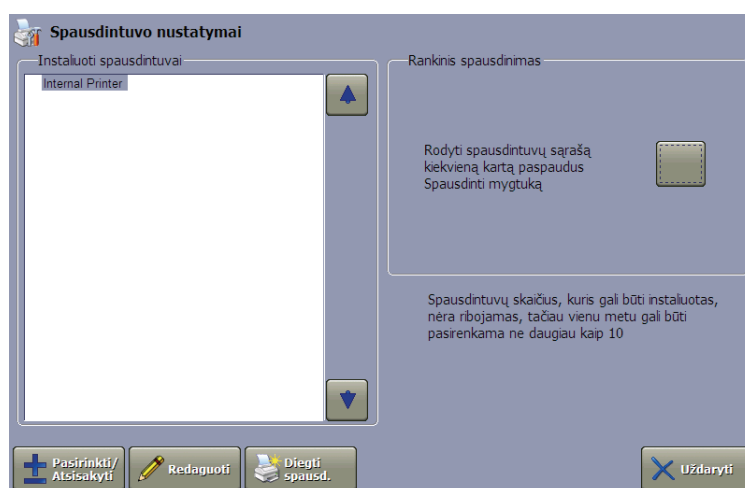 Spausdintuvo nustatymai
Instaliuoti spausdintuvai
Internal Printer
Rankinis spausdinimas
Rodyti spausdintuvų sąrašą
kiekvieną kartą paspaudus
Spausdinti mygtuką
Spausdintuvų skaičius, kuris gali būti instaliuotas,
nėra ribojamas, tačiau vienu metu gali būti
pasirenkama ne daugiau kaip 10
Pasirinkti/
Atsisakyti
Redaguoti
Diegti
spausd.
Uždaryti